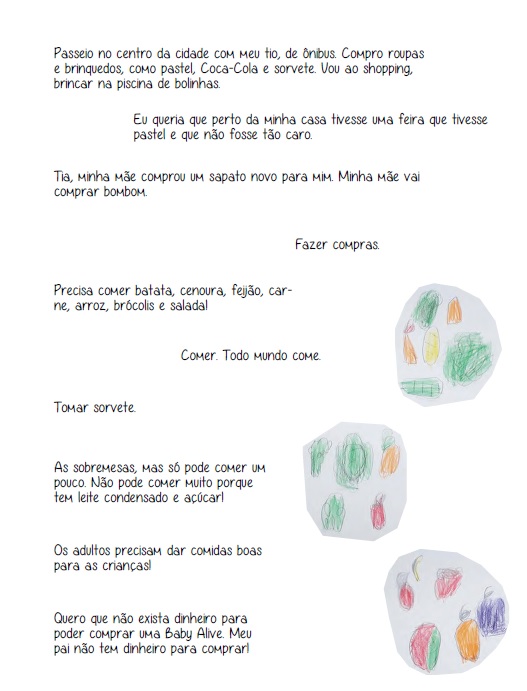 Passeio no centro da cidade com meu tio, de ônibus. Compro roupas
e brinquedos, como pastel, Coca-Cola e sorvete. Vou ao shopping,
brincar na piscina de bolinhas.
Eu queria que perto da minha casa tivesse uma feira que tivesse
pastel e que não fosse tão caro.
Tia, minha mãe comprou um sapato novo para mim. Minha mãe vai
comprar bombom.
Fazer compras.
Precisa comer batata, cenoura, feijão, car-
ne, arroz, brócolis e salada!
Comer. Todo mundo come.
Tomar sorvete.
As sobremesas, mas só pode comer um
pouco. Não pode comer muito porque
tem leite condensado e açúcar!
Os adultos precisam dar comidas boas
para as crianças!
Quero que não exista dinheiro para
poder comprar uma Baby Alive. Meu
pai não tem dinheiro para comprar!